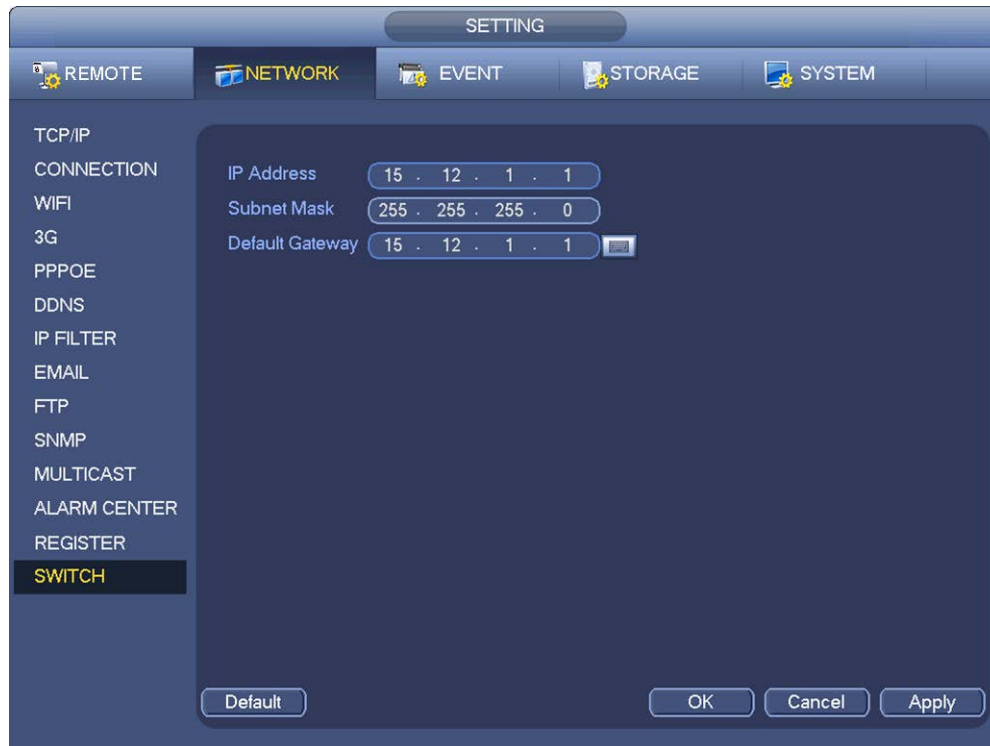 SETTING
REMOTE NETWORK EVENT STORAGE SYSTEM
TCP/IP
CONNECTION
WIFI
3G
PPPOE
DDNS
IP FILTER
EMAIL
FTP
SNMP
MULTICAST
ALARM CENTER
REGISTER
SWITCH
IP Address 15 . 12 . 1 . 1
Subnet Mask 255 . 255 . 255 . 0
Default Gateway 15 . 12 . 1 . 1
Default OK Cancel Apply